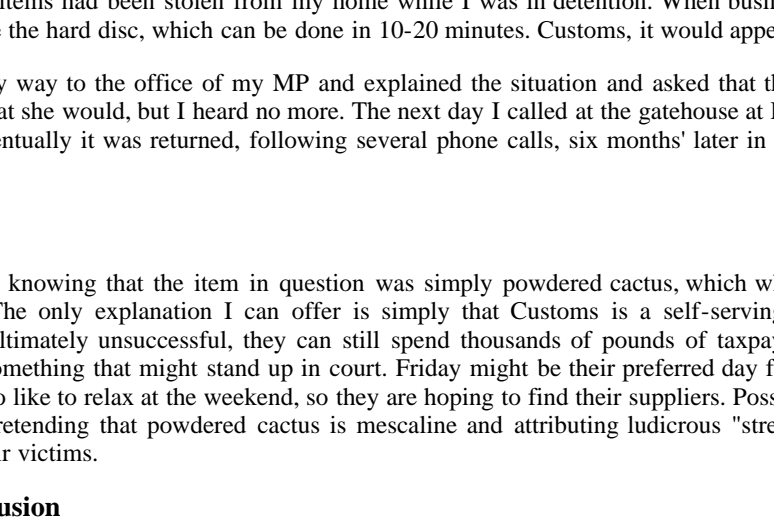 items had been stolen from my home while I was in detention. When busin
e the hard disc, which can be done in 10-20 minutes. Customs, it would appe
y way to the office of my MP and explained the situation and asked that th
at she would, but I heard no more. The next day I called at the gatehouse at
entually it was returned, following several phone calls, six months' later in
knowing that the item in question was simply powdered cactus, which wh
The only explanation I can offer is simply that Customs is a self-serving
ltimately unsuccessful, they can still spend thousands of pounds of taxpay
omething that might stand up in court. Friday might be their preferred day f
o like to relax at the weekend, so they are hoping to find their suppliers. Poss
retending that powdered cactus is mescaline and attributing ludicrous "stre
ir victims.
usion